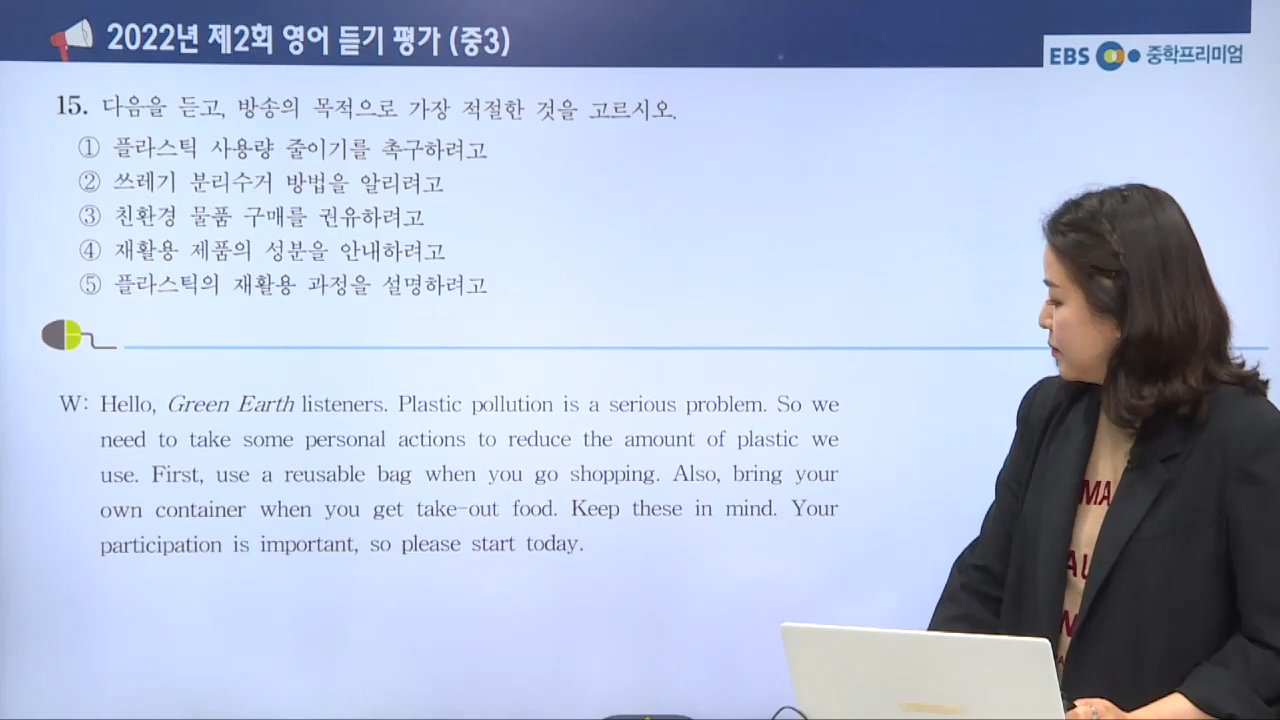 2022년 제2회 영어 듣기 평가 (중3)
EBS 중학프리미엄
15. 다음을 듣고, 방송의 목적으로 가장 적절한 것을 고르시오.
① 플라스틱 사용량 줄이기를 촉구하려고
② 쓰레기 분리수거 방법을 알리려고
③ 친환경 물품 구매를 권유하려고
④ 재활용 제품의 성분을 안내하려고
⑤ 플라스틱의 재활용 과정을 설명하려고
W: Hello, Green Earth listeners. Plastic pollution is a serious problem. So we
need to take some personal actions to reduce the amount of plastic we
use. First, use a reusable bag when you go shopping. Also, bring your
own container when you get take-out food. Keep these in mind. Your
participation is important, so please start today.